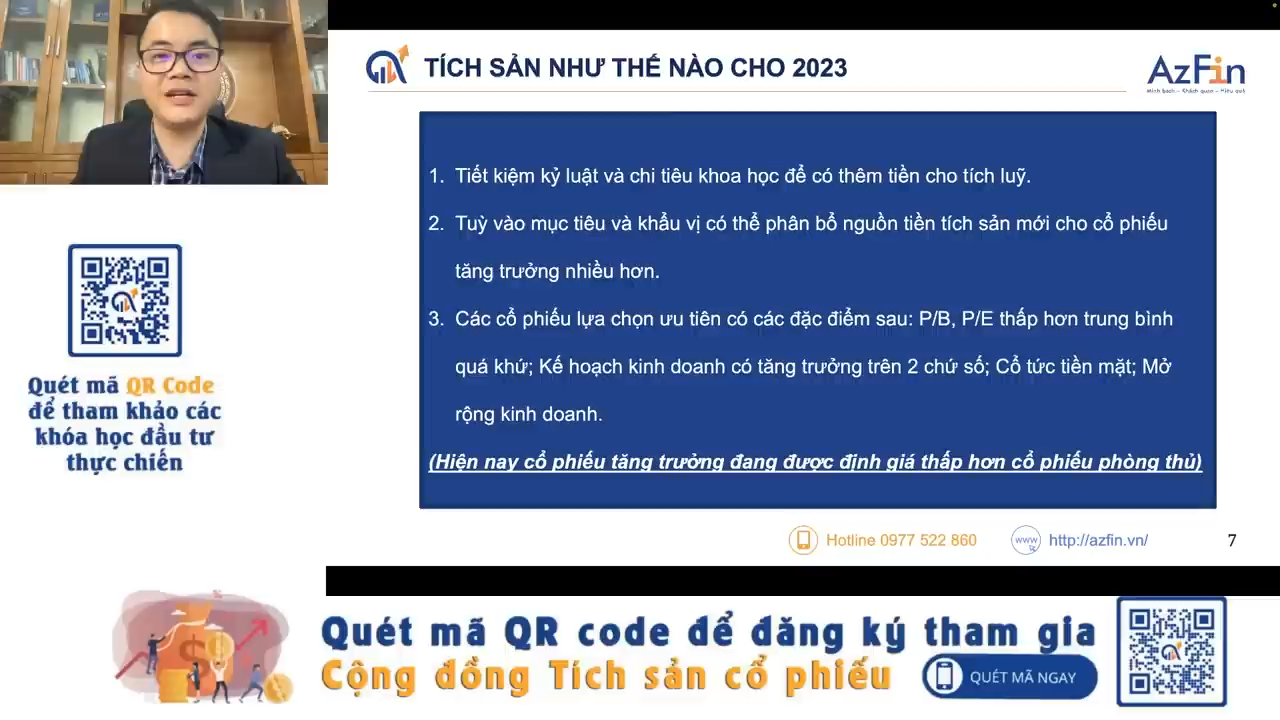 TÍCH SẢN NHƯ THẾ NÀO CHO 2023
AzFin
Minh bạch - Khách quan - Hiệu quả
1. Tiết kiệm kỷ luật và chi tiêu khoa học để có thêm tiền cho tích luỹ.
2. Tuỳ vào mục tiêu và khẩu vị có thể phân bổ nguồn tiền tích sản mới cho cổ phiếu
tăng trưởng nhiều hơn.
3. Các cổ phiếu lựa chọn ưu tiên có các đặc điểm sau: P/B, P/E thấp hơn trung bình
quá khứ; Kế hoạch kinh doanh có tăng trưởng trên 2 chữ số; Cổ tức tiền mặt; Mở
rộng kinh doanh.
(Hiện nay cổ phiếu tăng trưởng đang được định giá thấp hơn cổ phiếu phòng thủ)
Quét mã QR Code
để tham khảo các
khóa học đầu tư
thực chiến
Hotline 0977 522 860
www
http://azfin.vn/
7
Quét mã QR code để đăng ký tham gia
Cộng đồng Tích sản cổ phiếu
QUÉT MÃ NGAY